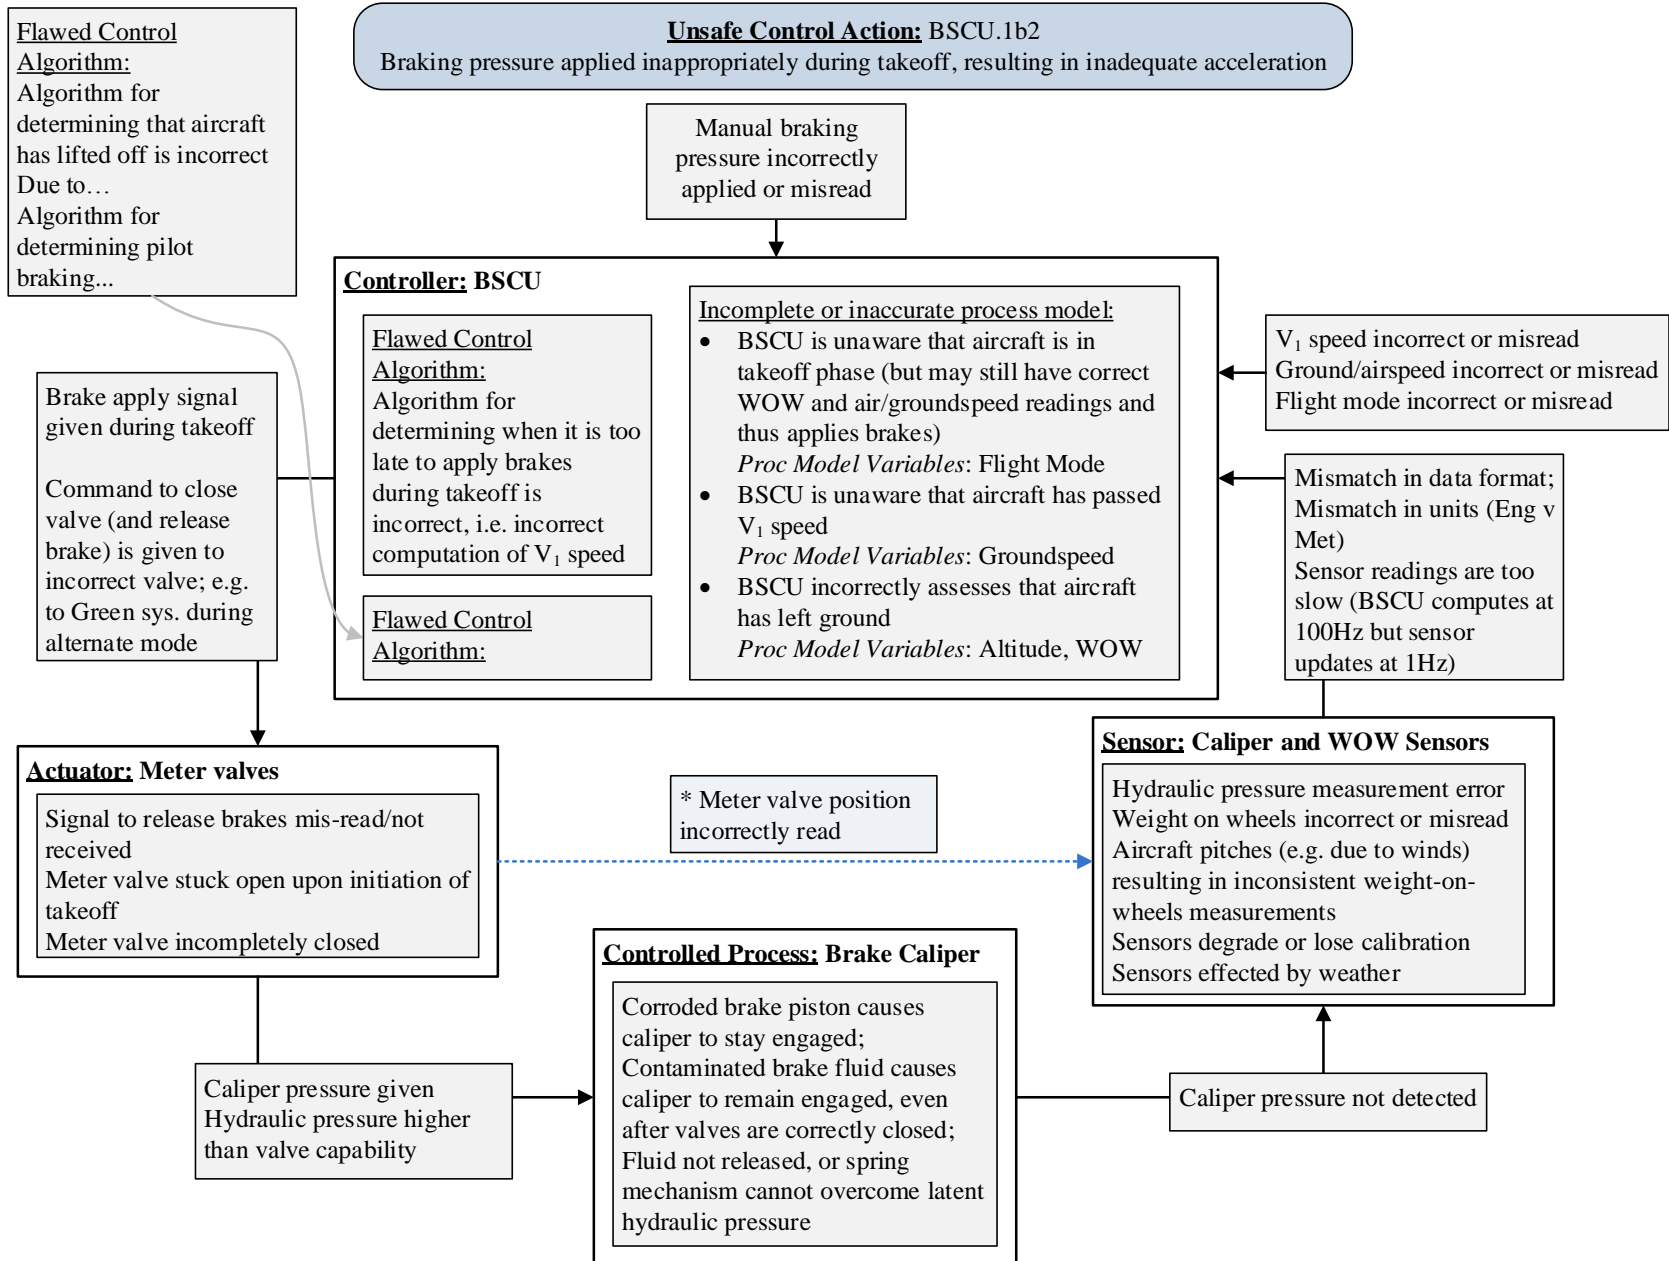 Unsafe Control Action: BSCU.1b2
Braking pressure applied inappropriately during takeoff, resulting in inadequate acceleration
Flawed Control
Algorithm:
Algorithm for
determining that aircraft
has lifted off is incorrect
Due to…
Algorithm for
determining pilot
braking...
Manual braking
pressure incorrectly
applied or misread
Controller: BSCU
Flawed Control
Algorithm:
Algorithm for
determining when it is too
late to apply brakes
during takeoff is
incorrect, i.e. incorrect
computation of V₁ speed
Flawed Control
Algorithm:
Incomplete or inaccurate process model:
• BSCU is unaware that aircraft is in
takeoff phase (but may still have correct
WOW and air/groundspeed readings and
thus applies brakes)
Proc Model Variables: Flight Mode
• BSCU is unaware that aircraft has passed
V₁ speed
Proc Model Variables: Groundspeed
• BSCU incorrectly assesses that aircraft
has left ground
Proc Model Variables: Altitude, WOW
V₁ speed incorrect or misread
Ground/airspeed incorrect or misread
Flight mode incorrect or misread
Mismatch in data format;
Mismatch in units (Eng v
Met)
Sensor readings are too
slow (BSCU computes at
100Hz but sensor
updates at 1Hz)
Brake apply signal
given during takeoff
Command to close
valve (and release
brake) is given to
incorrect valve; e.g.
to Green sys. during
alternate mode
Actuator: Meter valves
Signal to release brakes mis-read/not
received
Meter valve stuck open upon initiation of
takeoff
Meter valve incompletely closed
* Meter valve position
incorrectly read
Sensor: Caliper and WOW Sensors
Hydraulic pressure measurement error
Weight on wheels incorrect or misread
Aircraft pitches (e.g. due to winds)
resulting in inconsistent weight-on-
wheels measurements
Sensors degrade or lose calibration
Sensors effected by weather
Controlled Process: Brake Caliper
Corroded brake piston causes
caliper to stay engaged;
Contaminated brake fluid causes
caliper to remain engaged, even
after valves are correctly closed;
Fluid not released, or spring
mechanism cannot overcome latent
hydraulic pressure
Caliper pressure given
Hydraulic pressure higher
than valve capability
Caliper pressure not detected